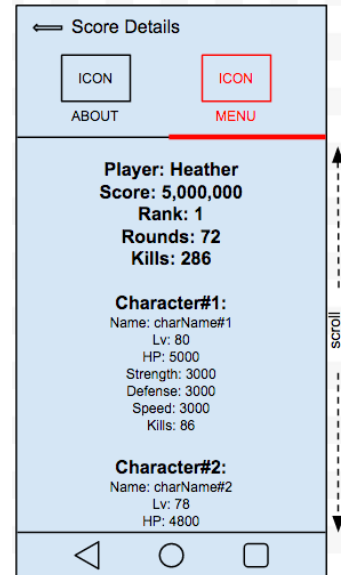 Score Details
ICON ICON
ABOUT MENU
Player: Heather
Score: 5,000,000
Rank: 1
Rounds: 72
Kills: 286
Character#1:
Name: charName#1
Lv: 80
HP: 5000
Strength: 3000
Defense: 3000
Speed: 3000
Kills: 86
Character#2:
Name: charName#2
Lv: 78
HP: 4800
scroll